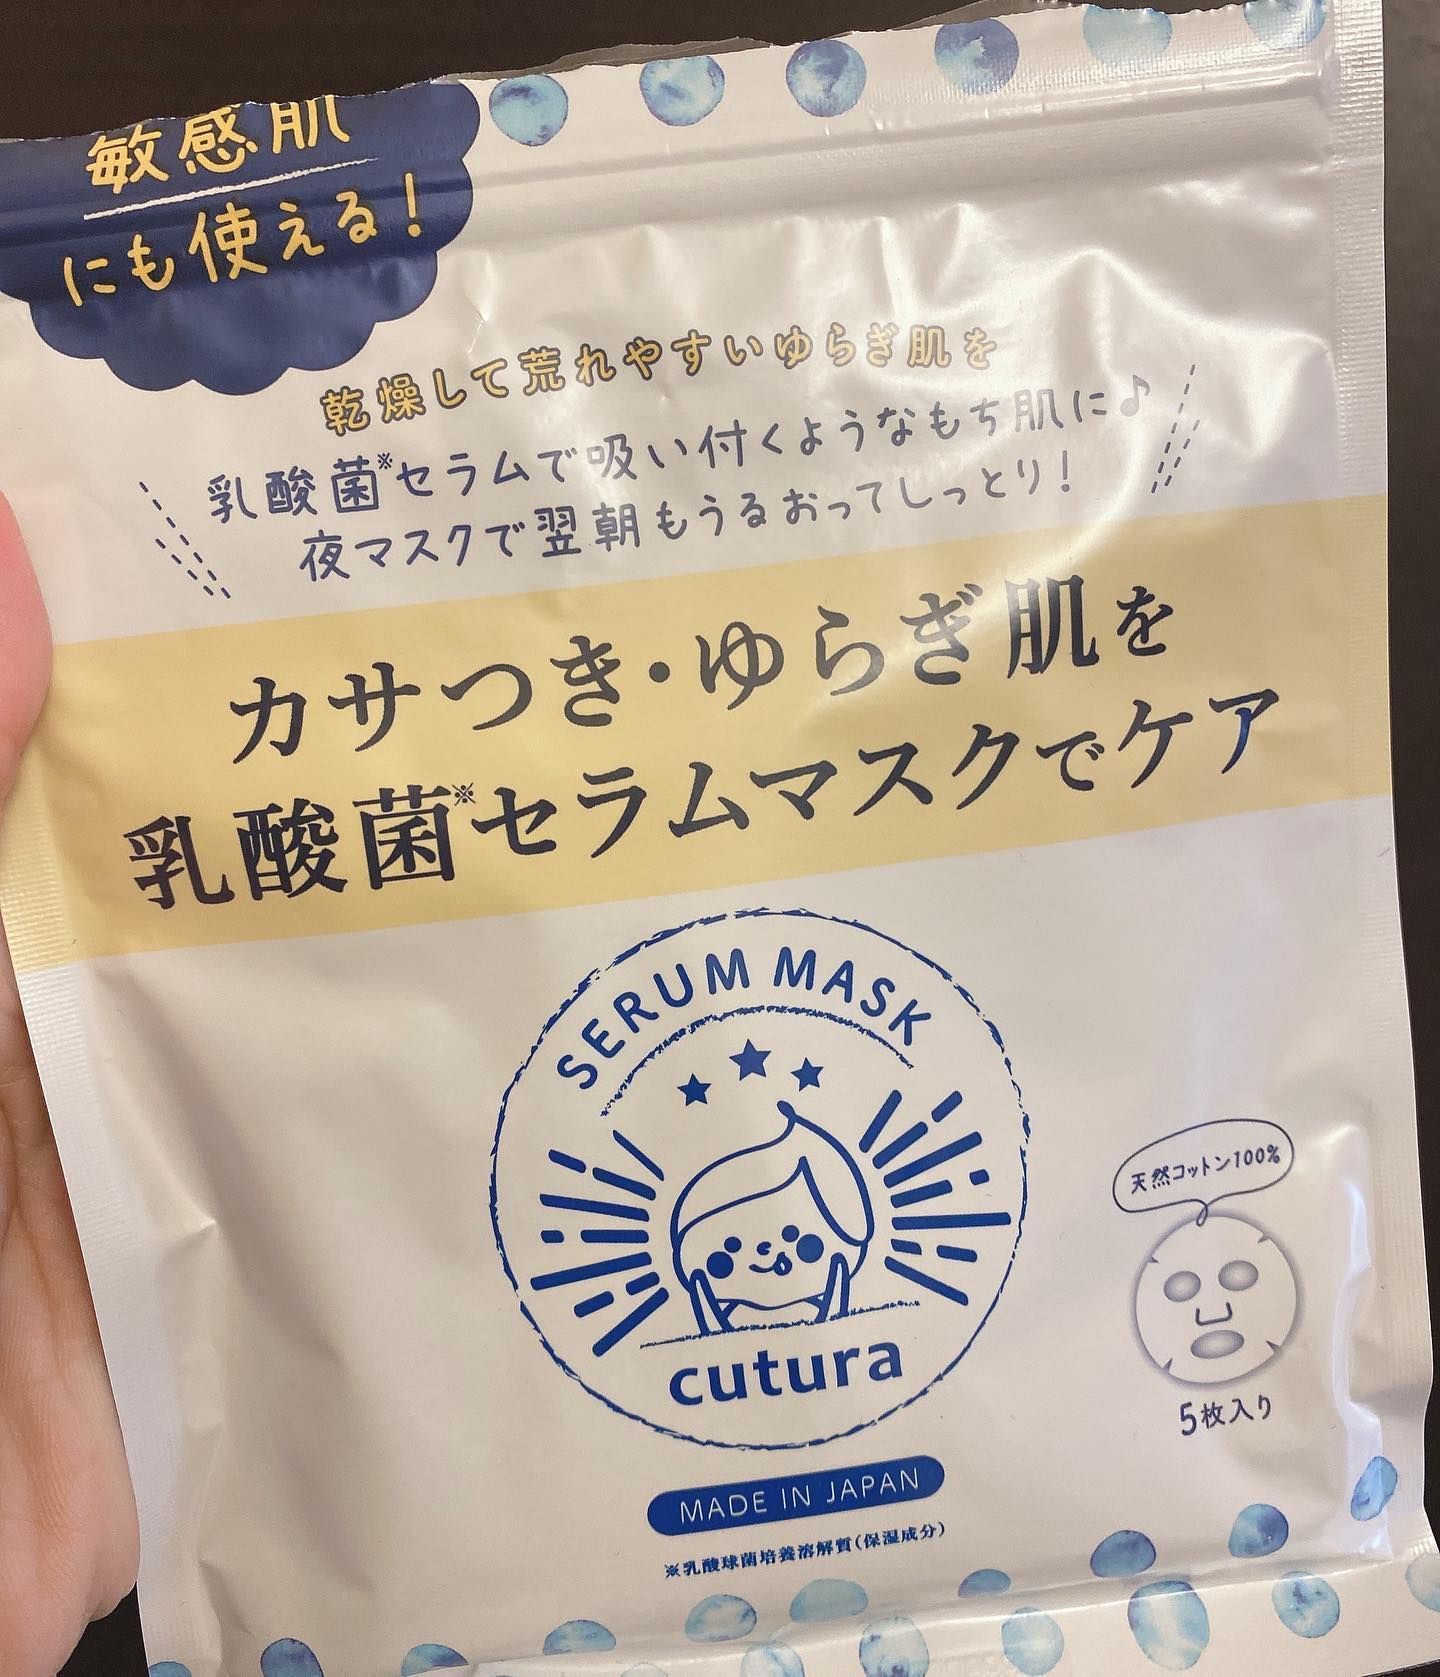 敏感肌
にも使える!
乾燥して荒れやすいゆらぎ肌を
乳酸菌※セラムで吸い付くようなもち肌に♪
夜マスクで翌朝もうるおってしっとり!
カサつき・ゆらぎ肌を
乳酸菌※セラムマスクでケア
SERUM MASK
cutura
天然コットン100%
5枚入り
MADE IN JAPAN
※乳酸球菌培養溶解質(保湿成分)